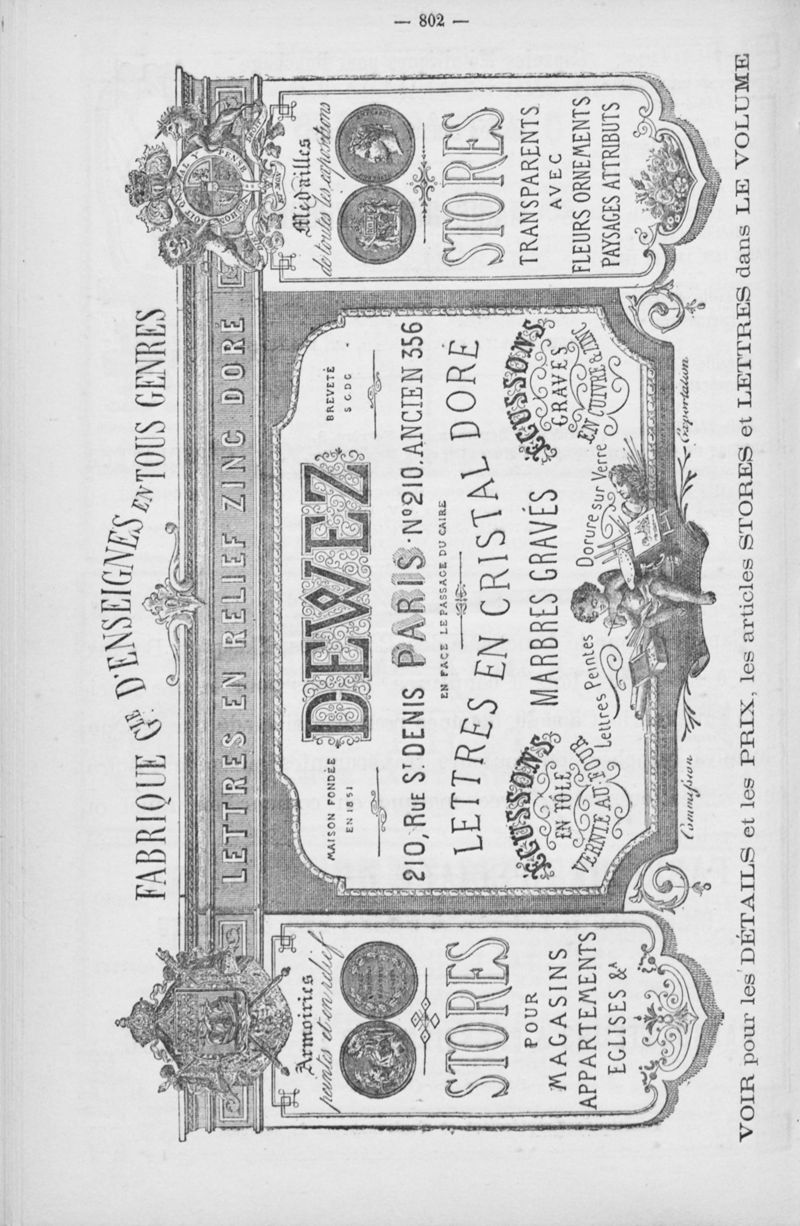 — 802 —
FABRIQUE Gle D'ENSEIGNES EN TOUS GENRES
LETTRES EN RELIEF ZINC DORÉ
Armoiries
peintes et en relief
STORES
POUR
MAGASINS
APPARTEMENTS
EGLISES &A
MAISON FONDÉE
EN 1851
DEWEZ
BREVETÉ
S G D G
210, RUE ST DENIS PARIS. No 210. ANCIEN 356
EN FACE LE PASSAGE DU CAIRE
LETTRES EN CRISTAL DORÉ
MARBRES GRAVÉS
ECUSSONS
EN TÔLE
VERNIE AU FOUR
Lettres Peintes
Dorure sur Verre
ECUSSONS
GRAVÉS
EN CUIVRE & ZINC
Commission
Exportation
Médailles
de toutes les expositions
STORES
TRANSPARENTS
AVEC
FLEURS ORNEMENTS
PAYSAGES ATTRIBUTS
VOIR pour les DÉTAILS et les PRIX, les articles STORES et LETTRES dans LE VOLUME